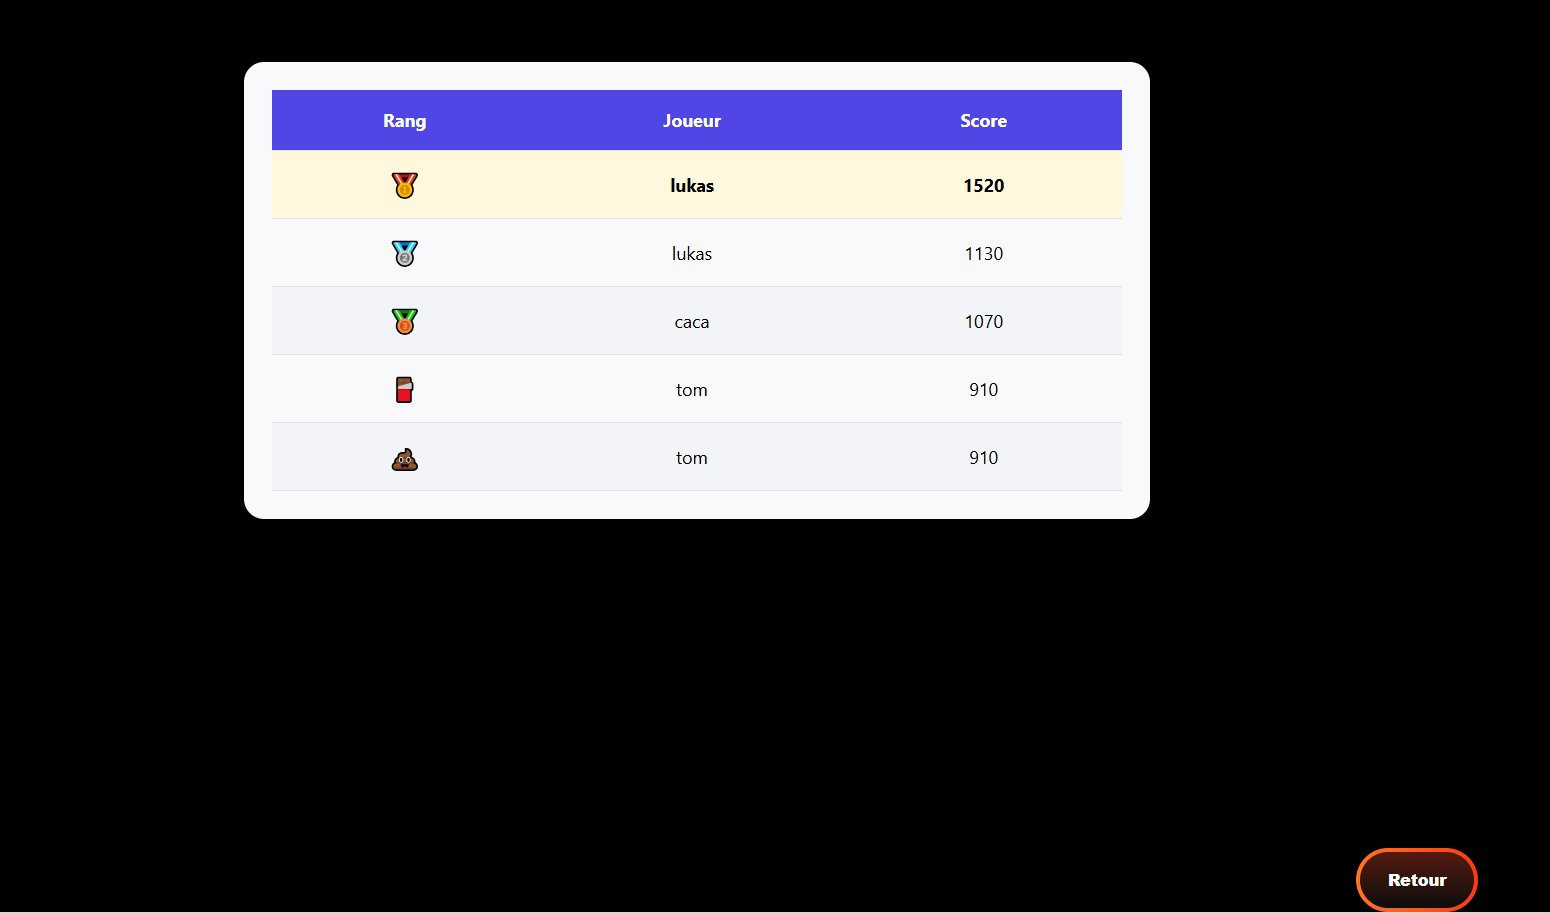 Rang Joueur Score
lukas 1520
lukas 1130
caca 1070
tom 910
tom 910
Retour